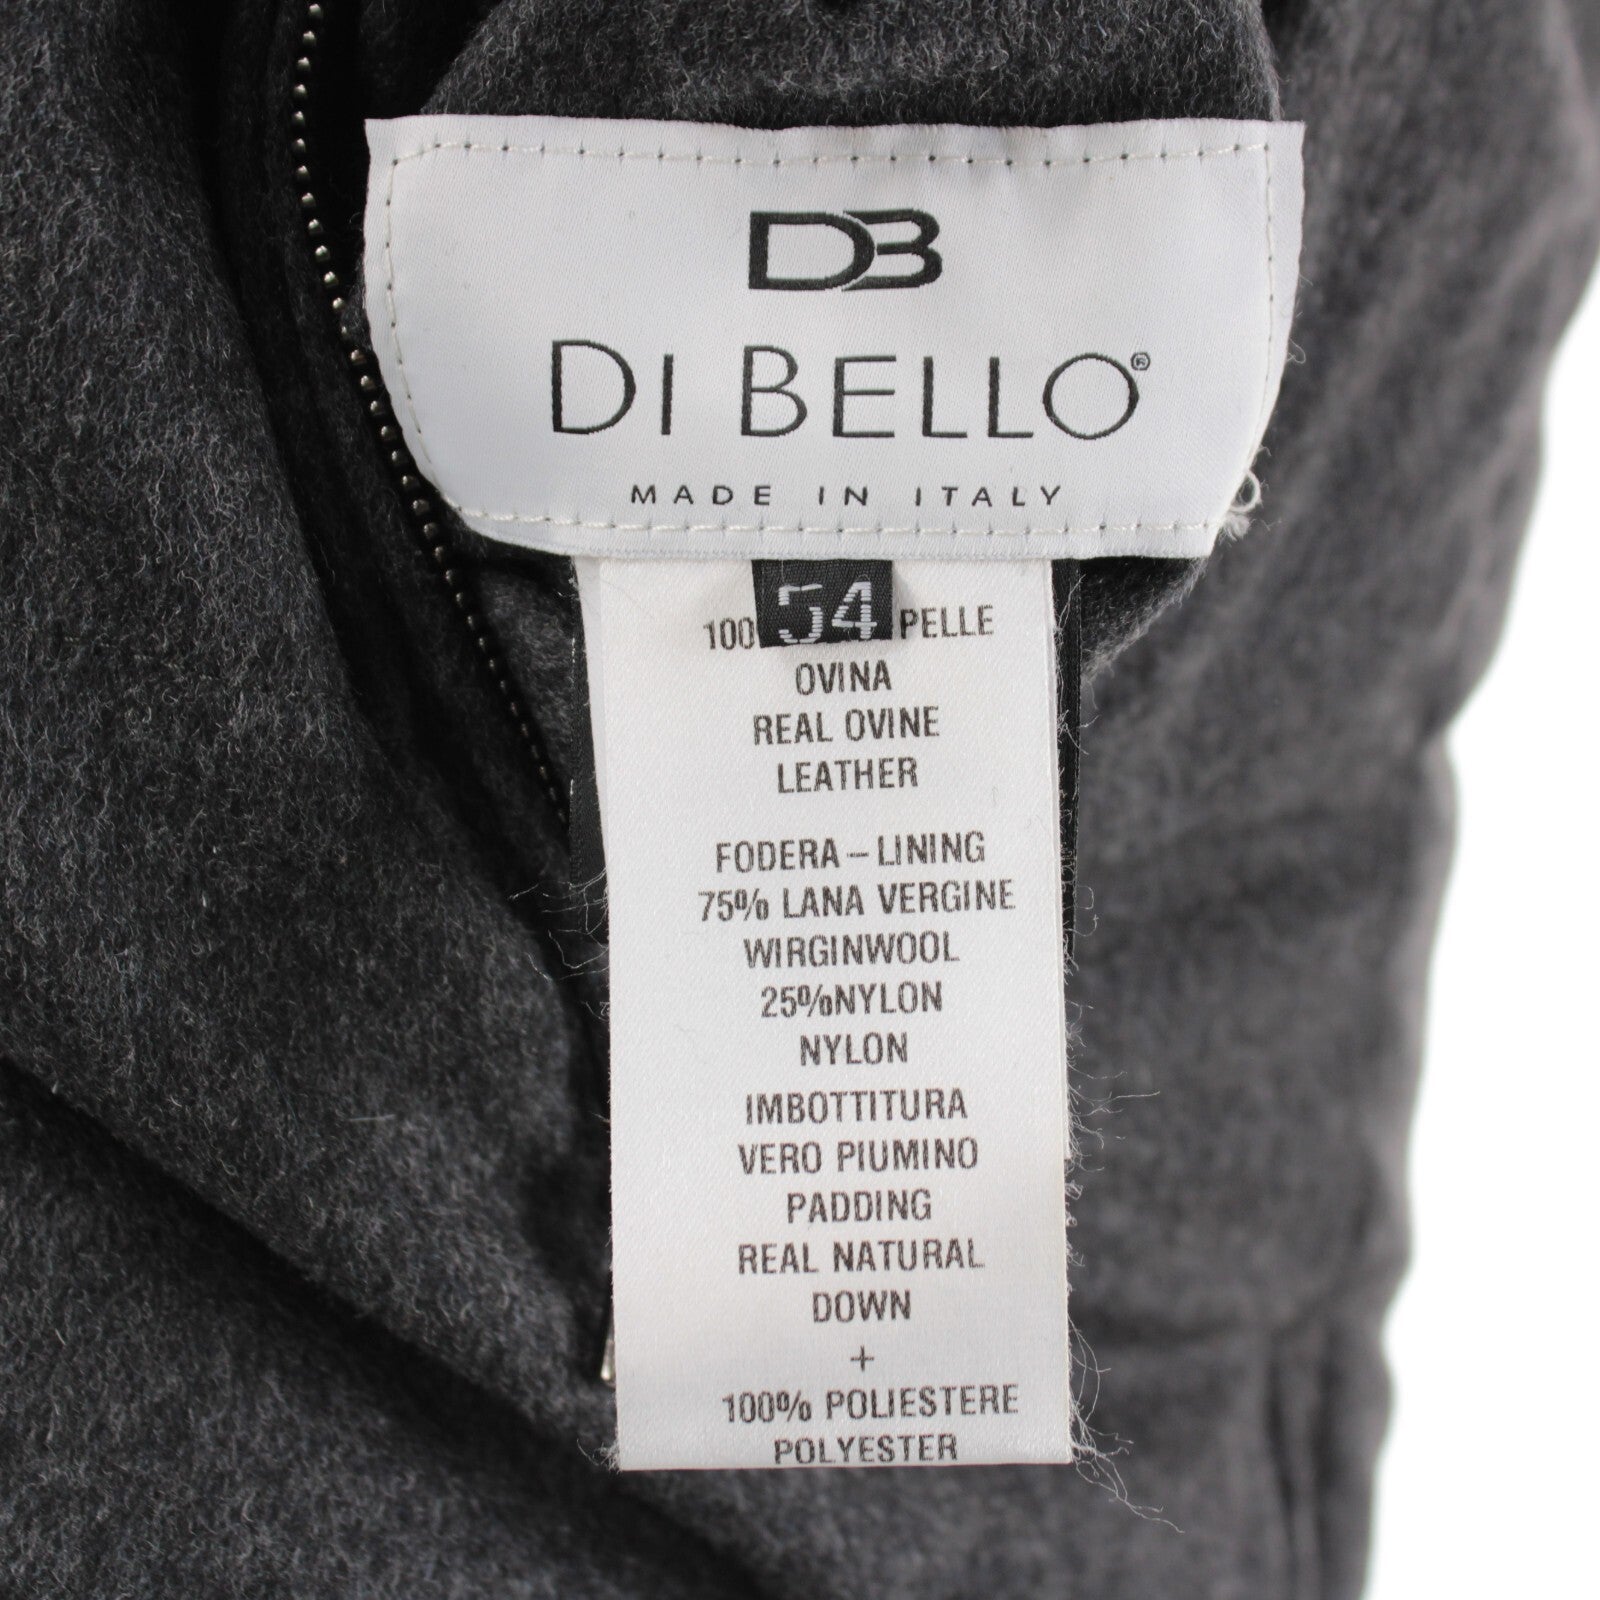 DB
DI BELLO®
MADE IN ITALY
54
100 PELLE
OVINA
REAL OVINE
LEATHER
FODERA – LINING
75% LANA VERGINE
WIRGINWOOL
25%NYLON
NYLON
IMBOTTITURA
VERO PIUMINO
PADDING
REAL NATURAL
DOWN
+
100% POLIESTERE
POLYESTER